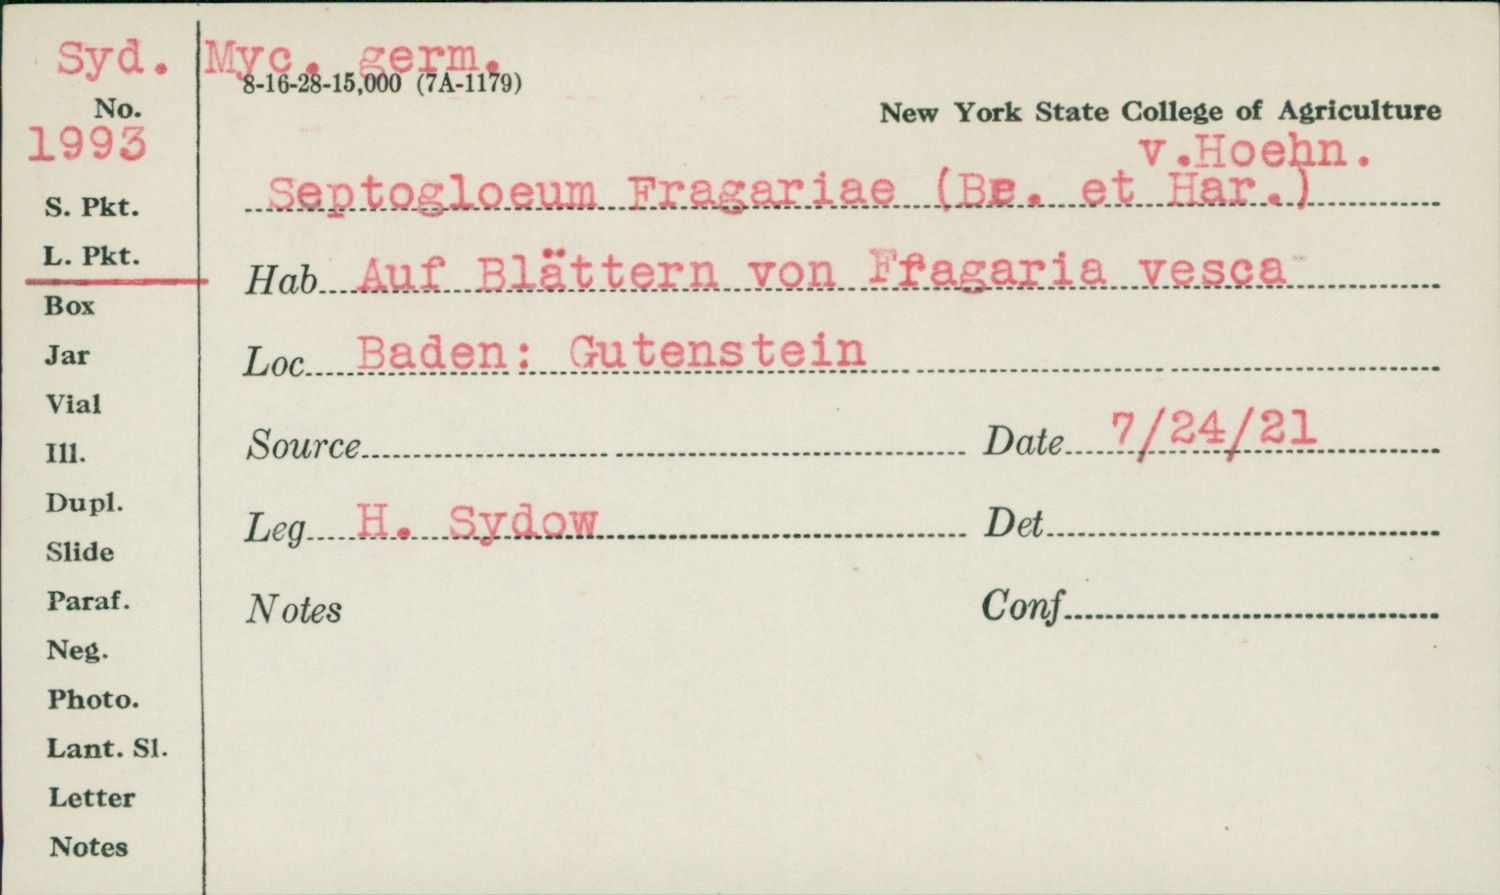 Syd. Myc. germ.
8-16-28-15,000 (7A-1179)
No.
New York State College of Agriculture
1993
v.Hoehn.
S. Pkt.
Septogloeum Fragariae (Br. et Har.)
L. Pkt.
Hab Auf Blättern von Fragaria vesca
Box
Jar
Loc Baden: Gutenstein
Vial
Ill.
Source Date 7/24/21
Dupl.
Leg H. Sydow Det
Slide
Paraf.
Notes Conf
Neg.
Photo.
Lant. Sl.
Letter
Notes